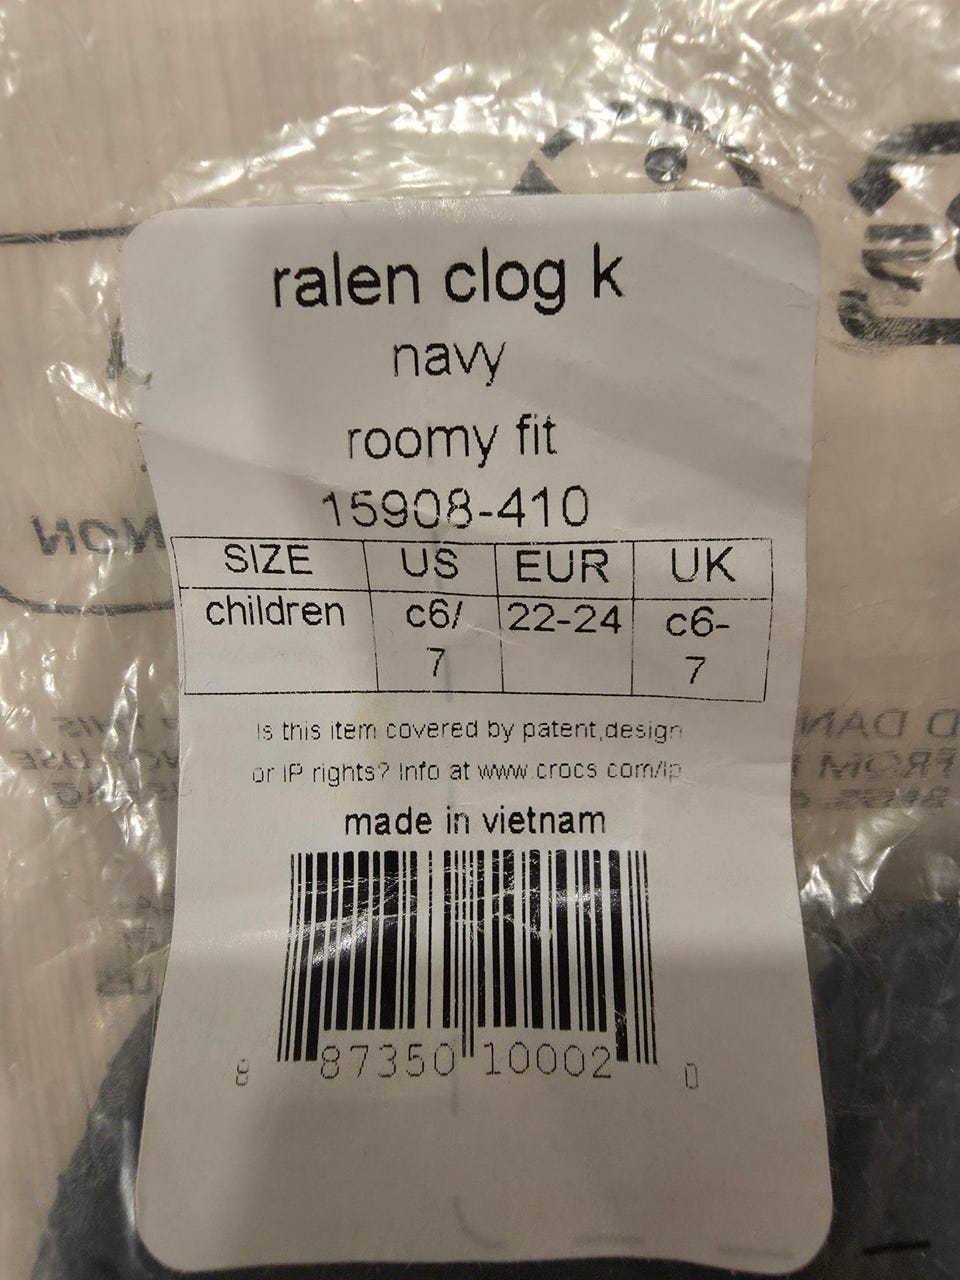 ralen clog k
navy
roomy fit
15908-410
SIZE US EUR UK
children c6/7 22-24 c6-7
Is this item covered by patent,design
or IP rights? Info at www.crocs.com/ip
made in vietnam
8 87350 10002 0